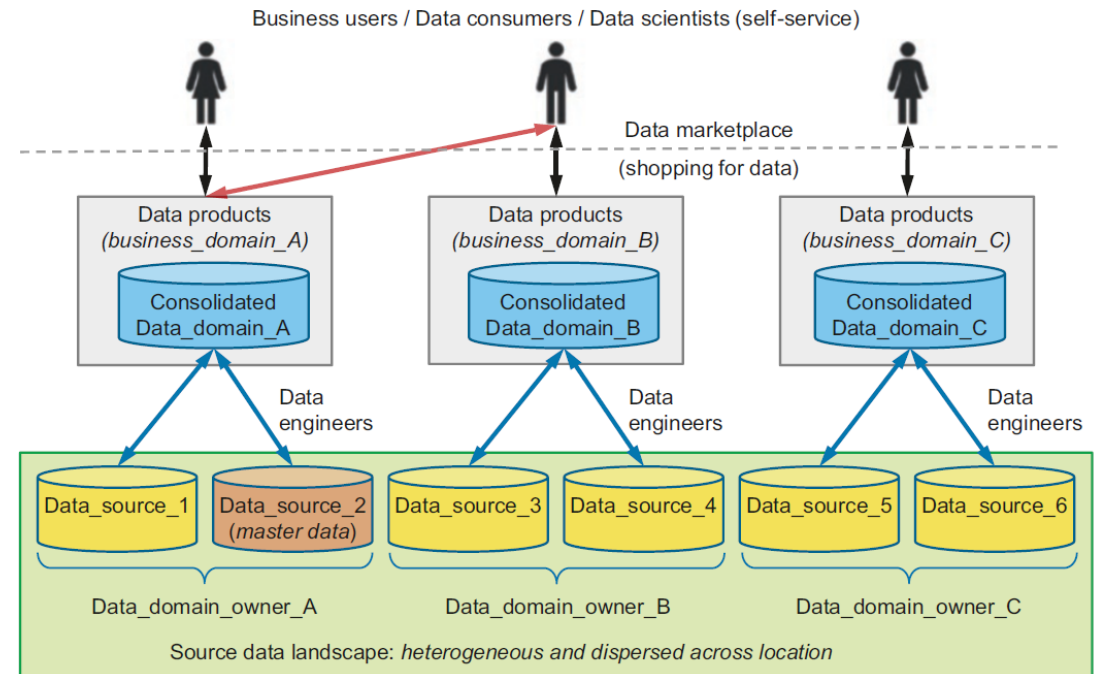 Business users / Data consumers / Data scientists (self-service)
Data marketplace
(shopping for data)
Data products
(business_domain_A)
Consolidated
Data_domain_A
Data products
(business_domain_B)
Consolidated
Data_domain_B
Data products
(business_domain_C)
Consolidated
Data_domain_C
Data
engineers
Data
engineers
Data
engineers
Data_source_1
Data_source_2
(master data)
Data_source_3
Data_source_4
Data_source_5
Data_source_6
Data_domain_owner_A
Data_domain_owner_B
Data_domain_owner_C
Source data landscape: heterogeneous and dispersed across location